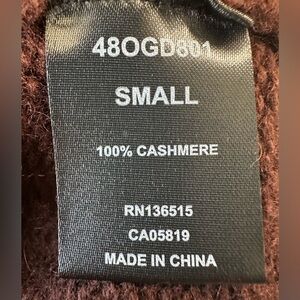 48OGD801
SMALL
100% CASHMERE
RN136515
CA05819
MADE IN CHINA